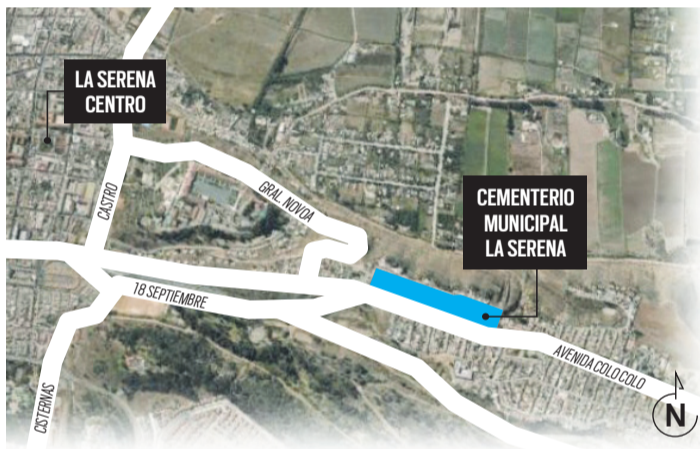 LA SERENA
CENTRO
CASTRO
GRAL. NOVOA
CEMENTERIO
MUNICIPAL
LA SERENA
18 SEPTIEMBRE
AVENIDA COLO COLO
CISTERNAS
N